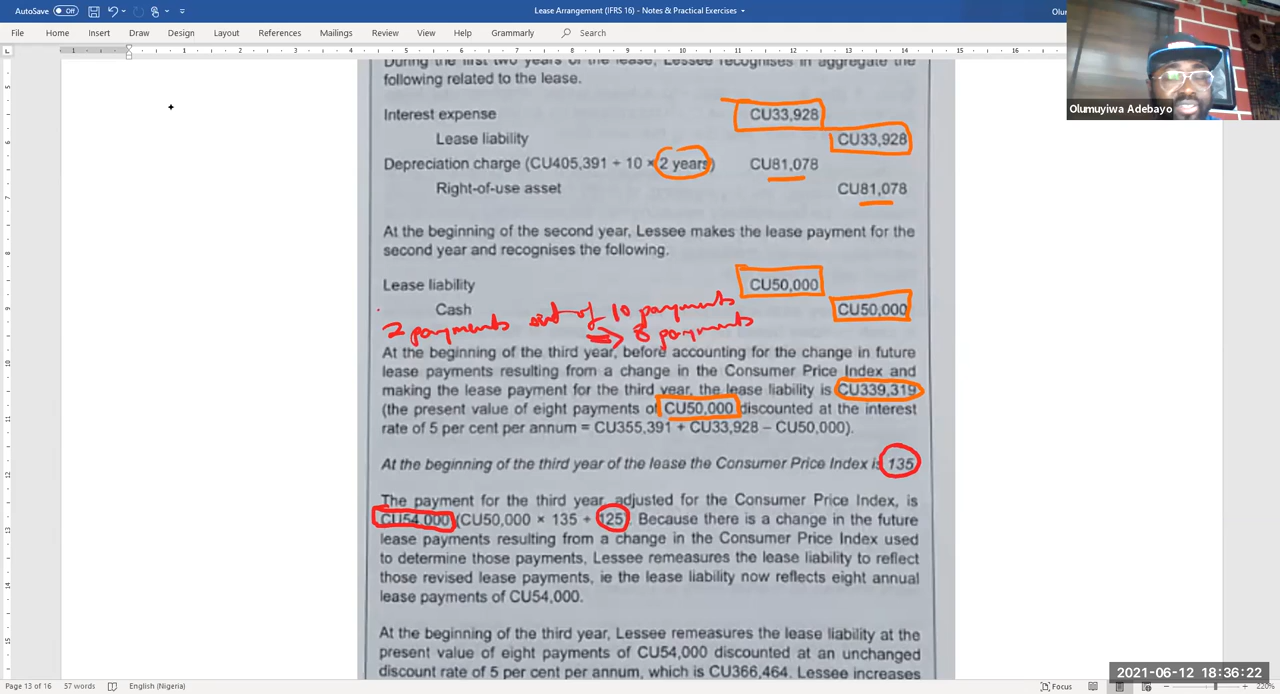 AutoSave Off
Lease Arrangement (IFRS 16) - Notes & Practical Exercises
Olu
File Home Insert Draw Design Layout References Mailings Review View Help Grammarly Search
Olumuyiwa Adebayo
During the first two years of the lease, Lessee recognises in aggregate the
following related to the lease.
Interest expense CU33,928
Lease liability CU33,928
Depreciation charge (CU405,391 ÷ 10 × 2 years) CU81,078
Right-of-use asset CU81,078
At the beginning of the second year, Lessee makes the lease payment for the
second year and recognises the following.
Lease liability CU50,000
Cash CU50,000
2 payments out of 10 payments
=> 8 payments
At the beginning of the third year, before accounting for the change in future
lease payments resulting from a change in the Consumer Price Index and
making the lease payment for the third year, the lease liability is CU339,319
(the present value of eight payments of CU50,000 discounted at the interest
rate of 5 per cent per annum = CU355,391 + CU33,928 – CU50,000).
At the beginning of the third year of the lease the Consumer Price Index is 135
The payment for the third year, adjusted for the Consumer Price Index, is
CU54,000 (CU50,000 × 135 ÷ 125). Because there is a change in the future
lease payments resulting from a change in the Consumer Price Index used
to determine those payments, Lessee remeasures the lease liability to reflect
those revised lease payments, ie the lease liability now reflects eight annual
lease payments of CU54,000.
At the beginning of the third year, Lessee remeasures the lease liability at the
present value of eight payments of CU54,000 discounted at an unchanged
discount rate of 5 per cent per annum, which is CU366,464. Lessee increases
2021-06-12 18:36:22
Page 13 of 16 57 words English (Nigeria) Focus 220%